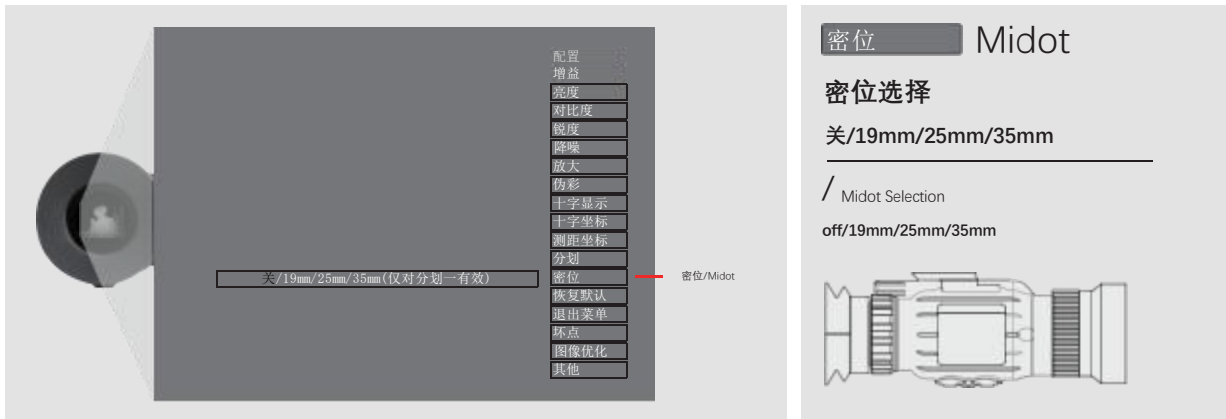 配置
增益
亮度
对比度
锐度
降噪
放大
伪彩
十字显示
十字坐标
测距坐标
分划
关/19mm/25mm/35mm(仅对分划一有效)
密位
密位/Midot
恢复默认
退出菜单
坏点
图像优化
其他
密位 Midot
密位选择
关/19mm/25mm/35mm
/ Midot Selection
off/19mm/25mm/35mm